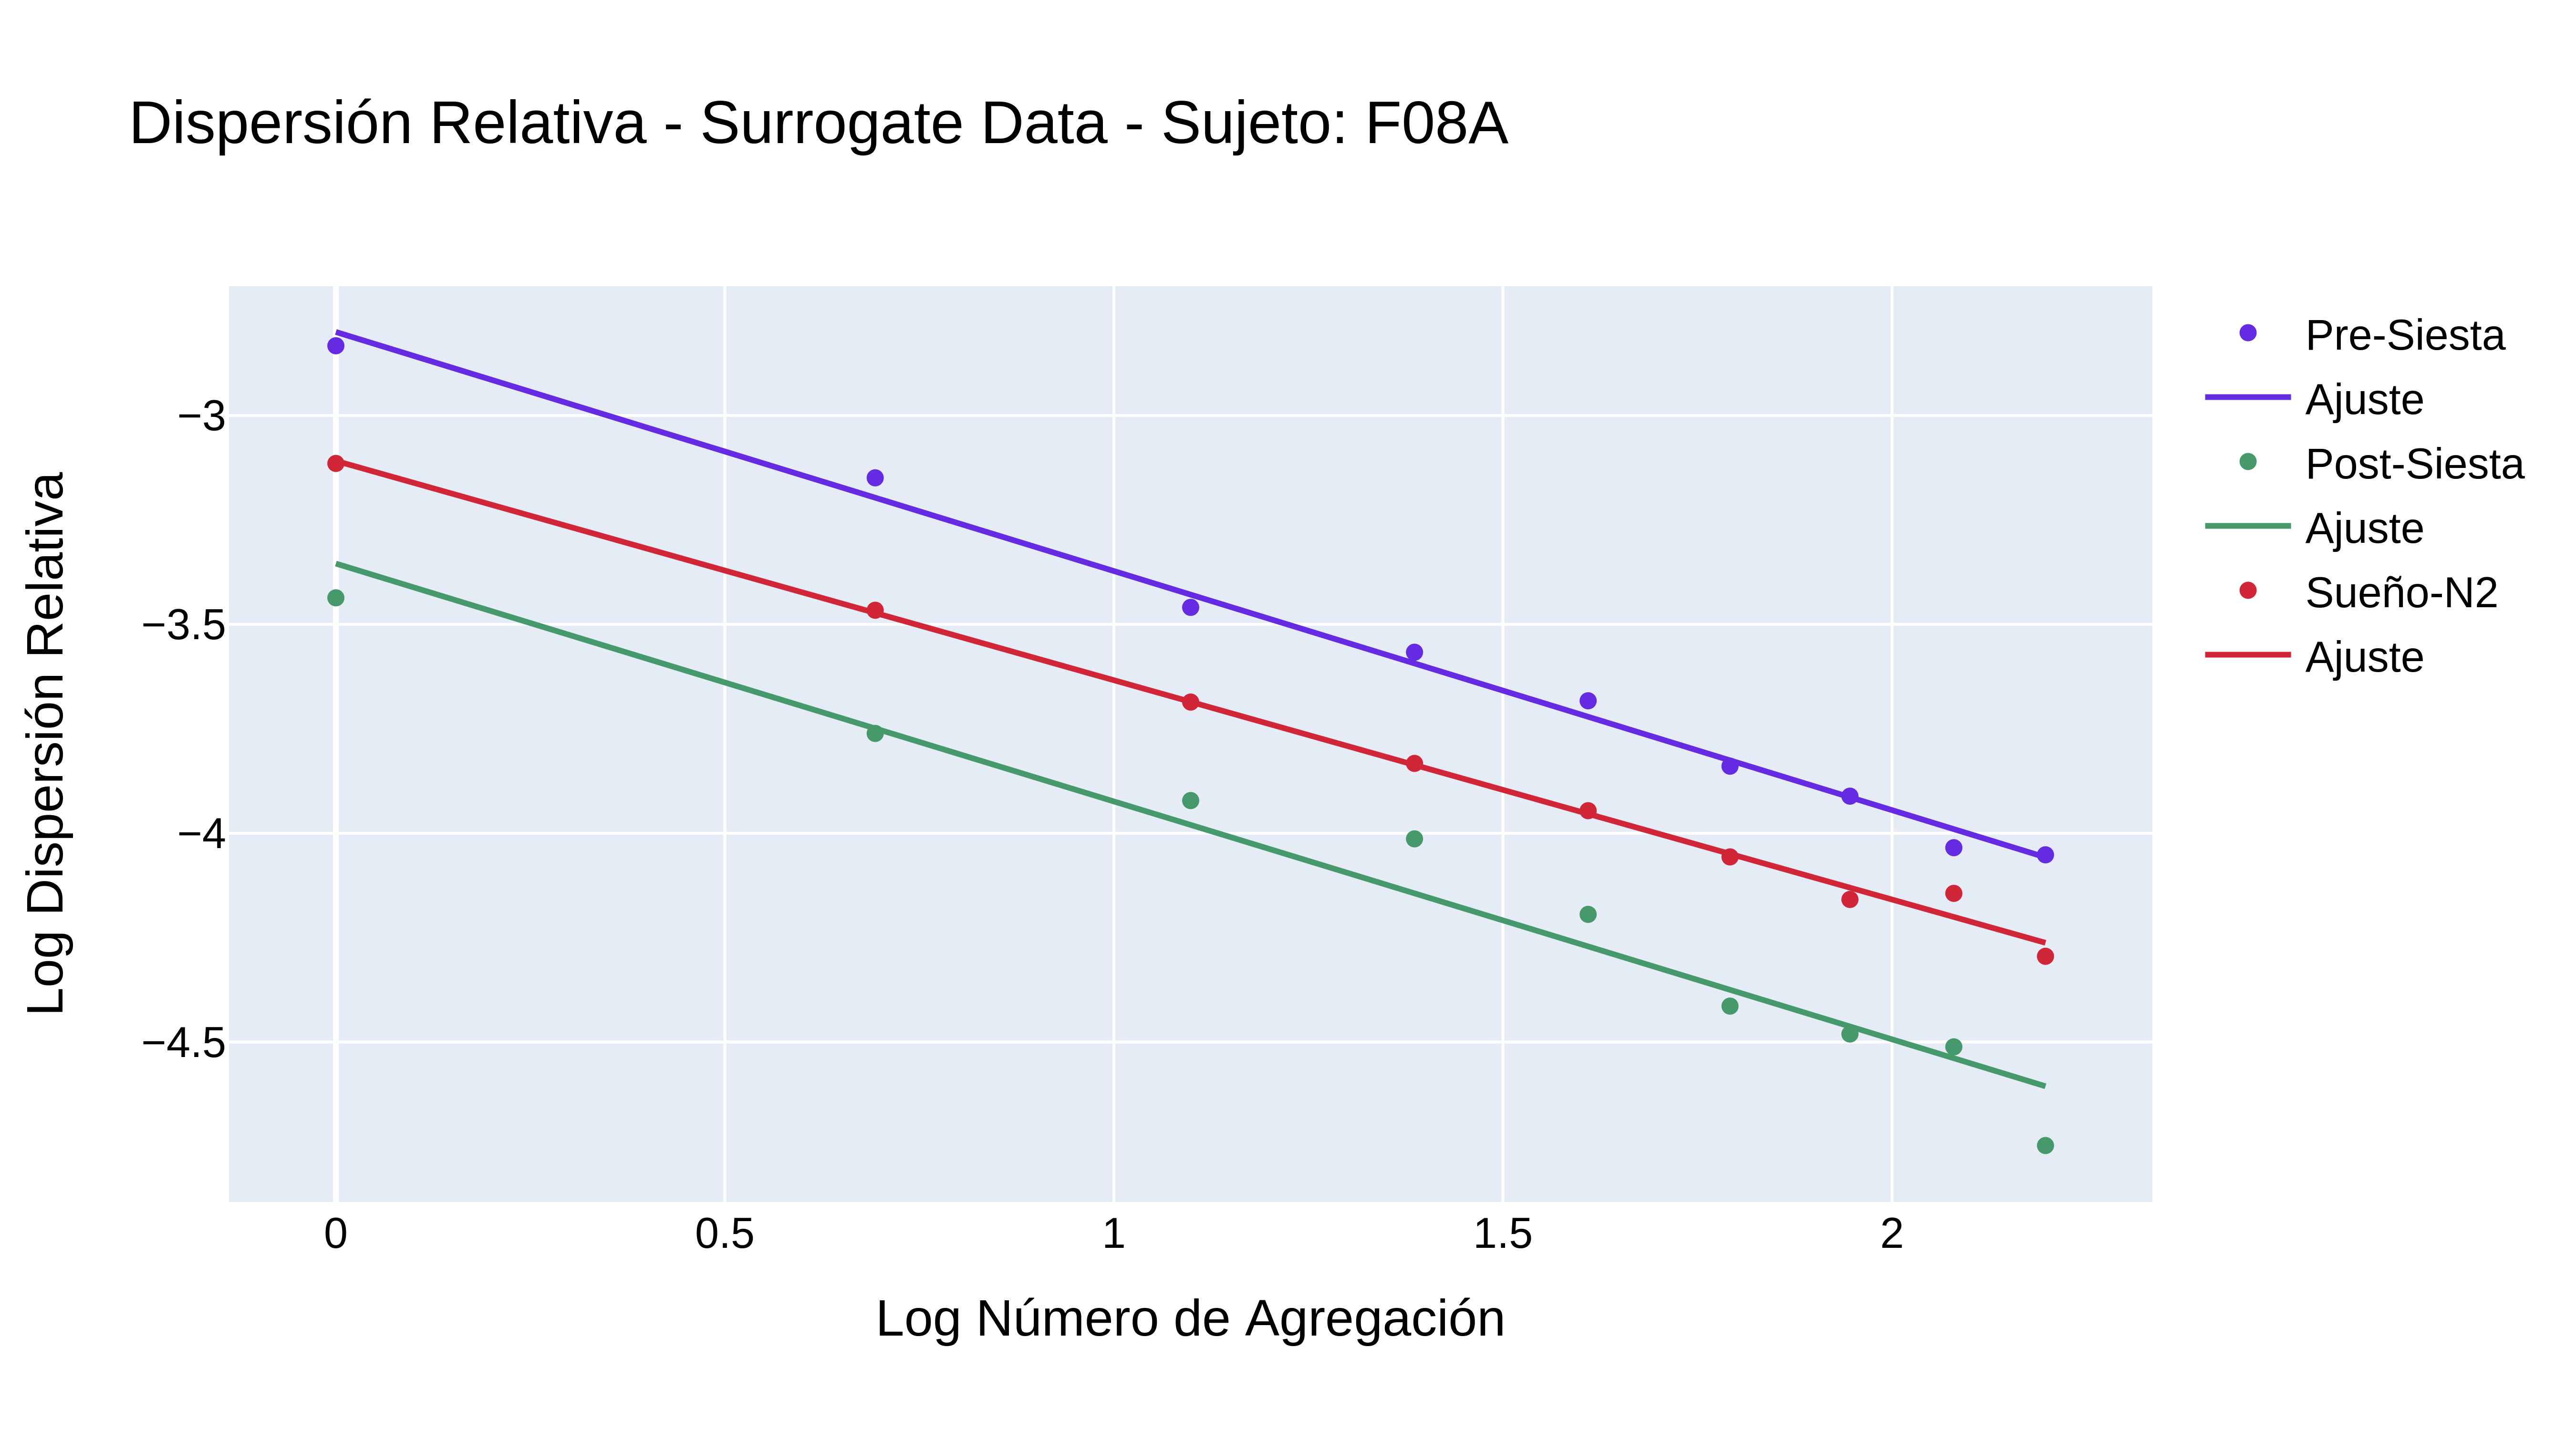 Dispersión Relativa - Surrogate Data - Sujeto: F08A
Pre-Siesta
Ajuste
Post-Siesta
Ajuste
Sueño-N2
Ajuste
Log Dispersión Relativa
−3
−3.5
−4
−4.5
0 0.5 1 1.5 2
Log Número de Agregación